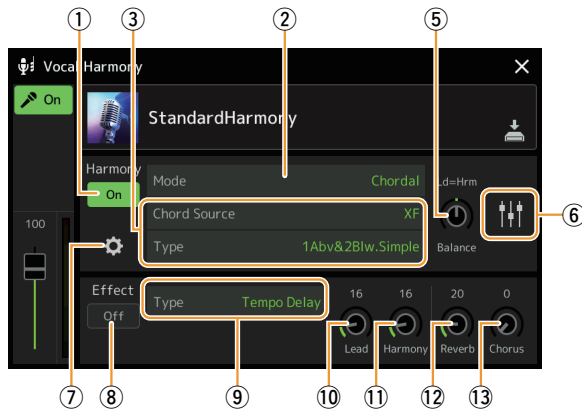 ① ③ ② ⑤
Vocal Harmony
On
StandardHarmony
Harmony
On
Mode Chordal
Chord Source XF
Type 1Abv&2Blw.Simple
Ld=Hrm
Balance
⑥
100
Effect
Off
Type Tempo Delay
16 16 20 0
Lead Harmony Reverb Chorus
⑦ ⑧ ⑨ ⑩ ⑪ ⑫ ⑬